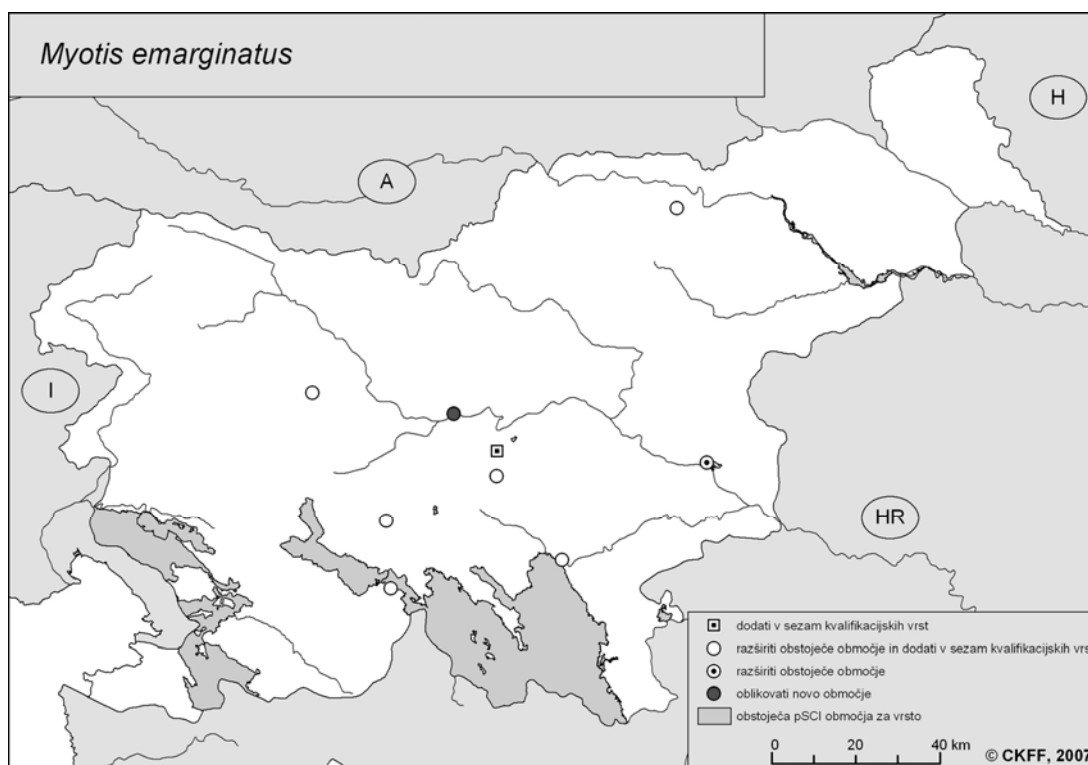 Myotis emarginatus
H
A
I
HR
dodati v sezam kvalifikacijskih vrst
razširiti obstoječe območje in dodati v sezam kvalifikacijskih vrst
razširiti obstoječe območje
oblikovati novo območje
obstoječa pSCI območja za vrsto
0 20 40 km
© CKFF, 2007